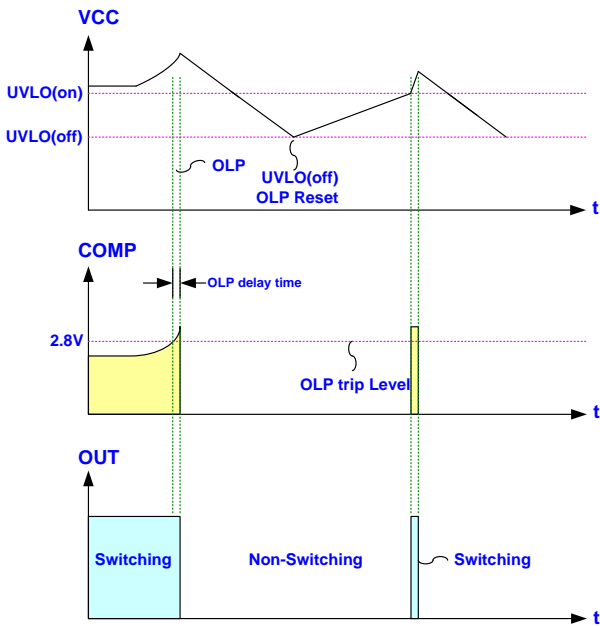 VCC
UVLO(on)
UVLO(off)
OLP
UVLO(off)
OLP Reset
t
COMP
OLP delay time
2.8V
OLP trip Level
t
OUT
Switching
Non-Switching
Switching
t